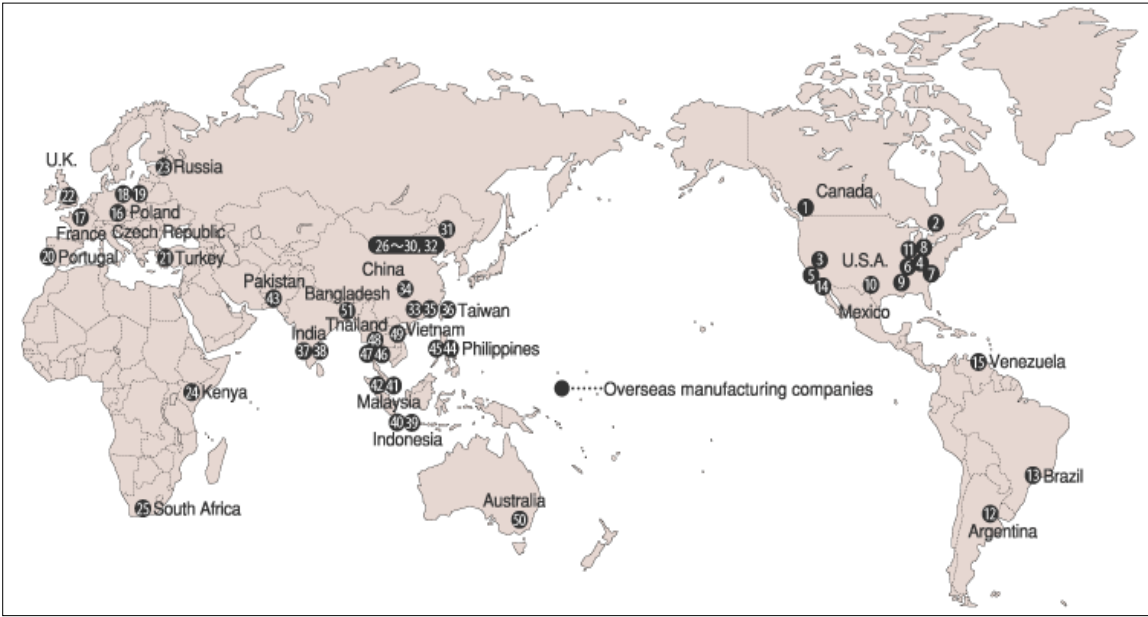 U.K.
23 Russia
22
18 19
16 Poland
17
France Czech Republic
20 Portugal
21 Turkey
31
26~30, 32
China
Pakistan
43
34
Bangladesh
51
33 35 36 Taiwan
Thailand
49 Vietnam
48
India
37 38
47 46
45 44 Philippines
42 41
Malaysia
24 Kenya
40 39
Indonesia
25 South Africa
Australia
50
Overseas manufacturing companies
Canada
1
2
11 8
3
U.S.A.
4
6
5
7
14
10
9
Mexico
15 Venezuela
13 Brazil
12
Argentina